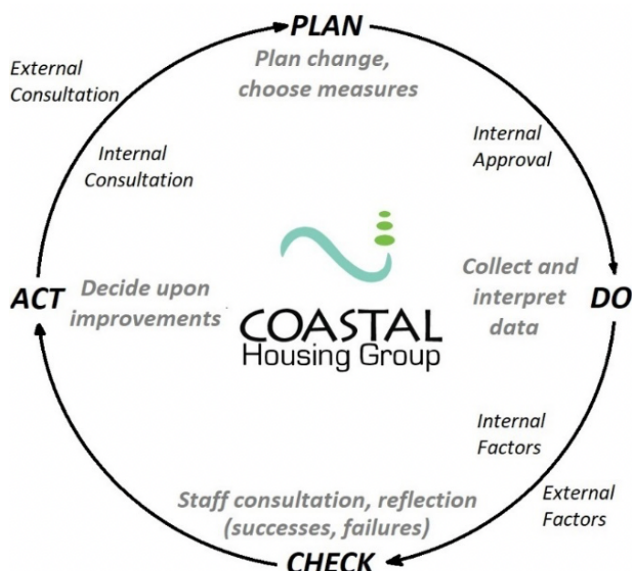 PLAN
Plan change,
choose measures
External
Consultation
Internal
Consultation
Internal
Approval
ACT
Decide upon
improvements
COASTAL
Housing Group
Collect and
interpret
data
DO
Internal
Factors
External
Factors
Staff consultation, reflection
(successes, failures)
CHECK